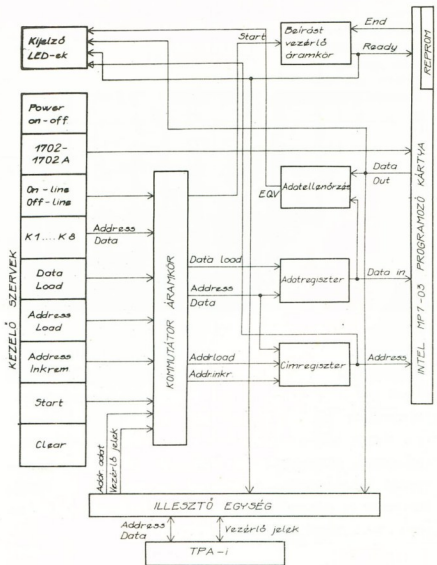 Kijelző
LED-ek
Start
Beírást
vezérlő
áramkör
End
Ready
REPROM
INTEL MP7-03 PROGRAMOZÓ KÁRTYA
KEZELŐ SZERVEK
Power
on-off
1702-
1702A
On-line
Off-line
K1....K8
Data
Load
Address
Load
Address
Inkrem
Start
Clear
Address
Data
KOMMUTÁTOR ÁRAMKÖR
EQV
Adatellenőrzés
Data
Out
Data load
Address
Data
Adatregiszter
Data in
Addrload
Addrinkr.
Címregiszter
Address
Addr adat
Vezérlő jelek
ILLESZTŐ EGYSÉG
Address
Data
Vezérlő jelek
TPA-i